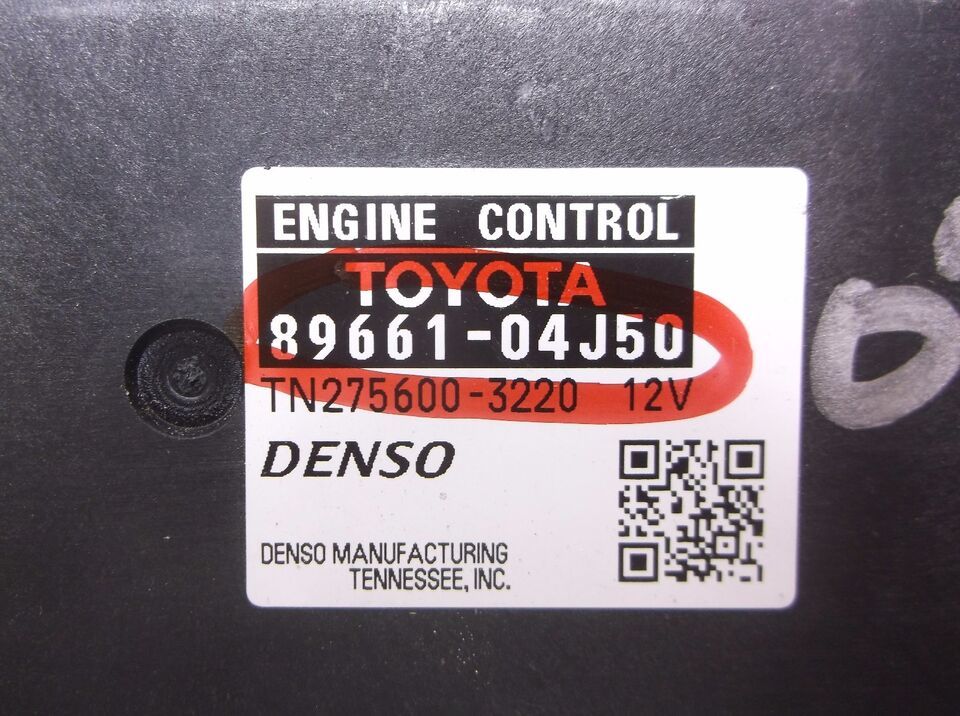 ENGINE CONTROL
TOYOTA
89661-04J50
TN275600-3220 12V
DENSO
DENSO MANUFACTURING
TENNESSEE, INC.